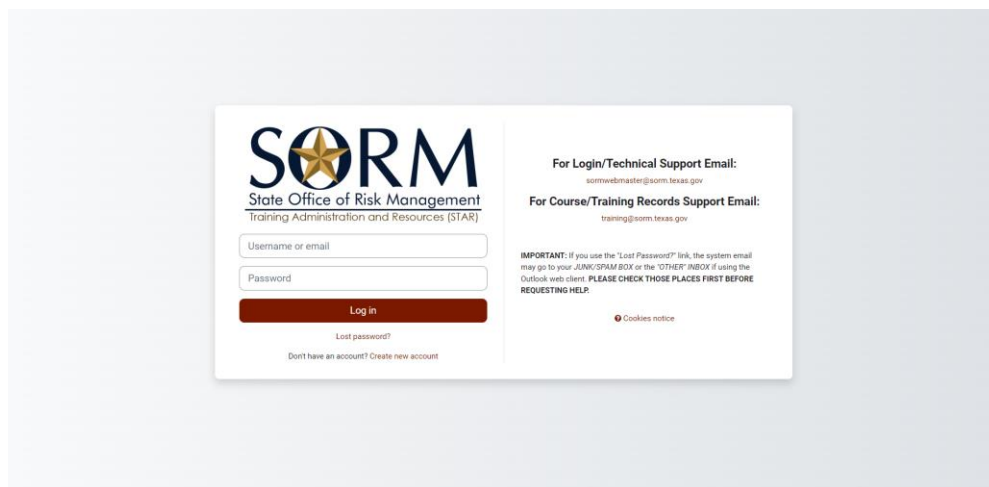 SORM
State Office of Risk Management
Training Administration and Resources (STAR)
Username or email
Password
Log in
Lost password?
Don't have an account? Create new account
For Login/Technical Support Email:
sormwebmaster@sorm.texas.gov
For Course/Training Records Support Email:
training@sorm.texas.gov
IMPORTANT: If you use the "Lost Password?" link, the system email
may go to your JUNK/SPAM BOX or the "OTHER" INBOX if using the
Outlook web client. PLEASE CHECK THOSE PLACES FIRST BEFORE
REQUESTING HELP.
Cookies notice